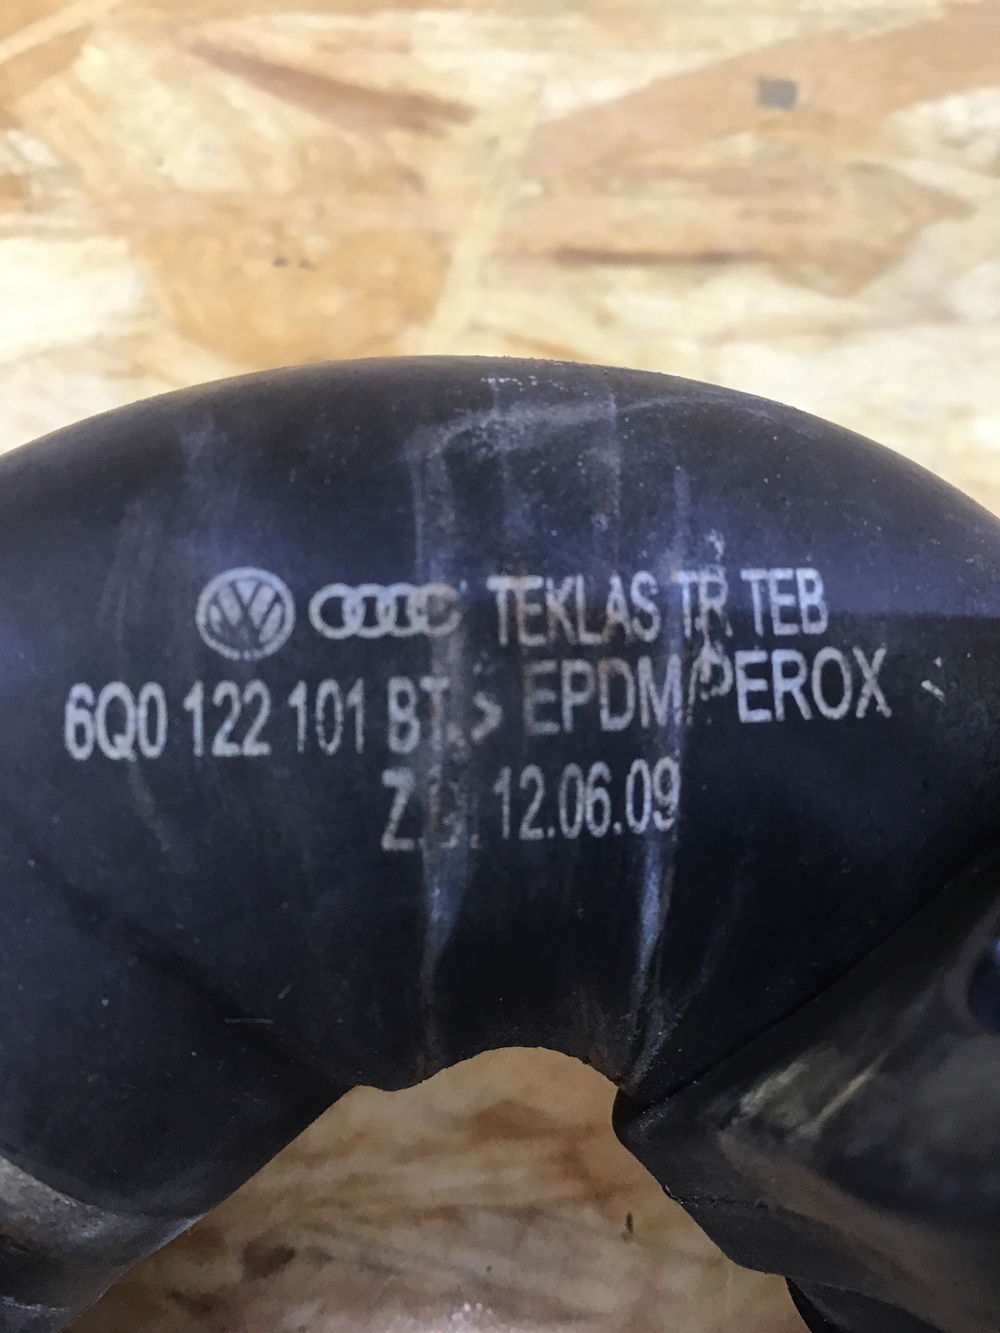 TEKLAS TR TEB
6Q0 122 101 BT > EPDM/PEROX
12.06.09